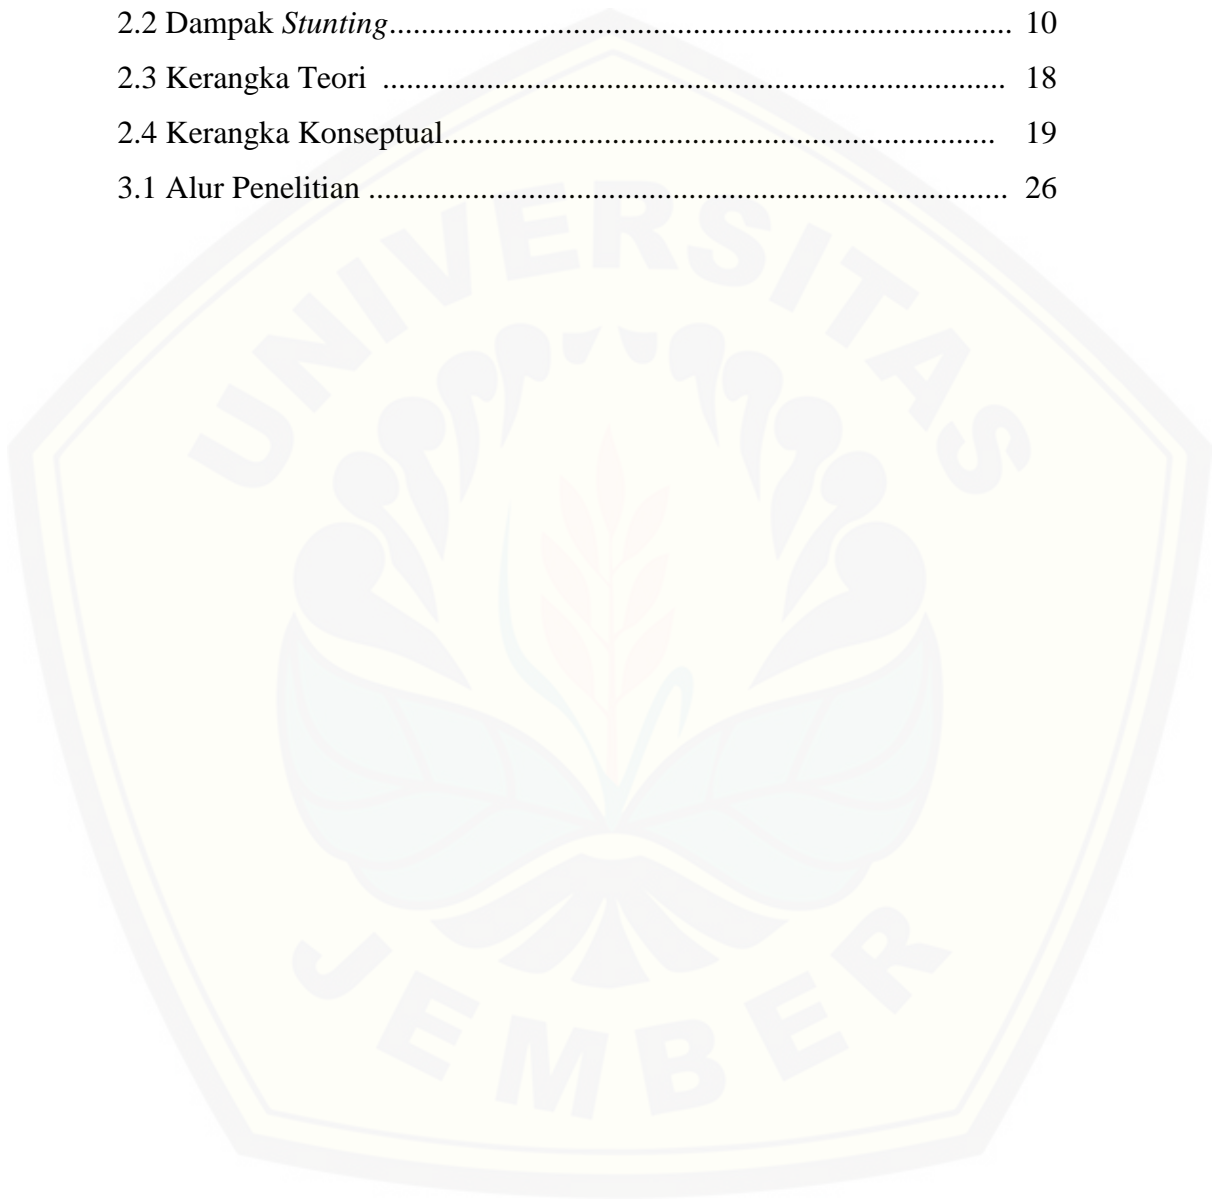 2.2 Dampak Stunting.............................................................................. 10
2.3 Kerangka Teori .............................................................................. 18
2.4 Kerangka Konseptual..................................................................... 19
3.1 Alur Penelitian ................................................................................ 26
UNIVERSITAS
JEMBER